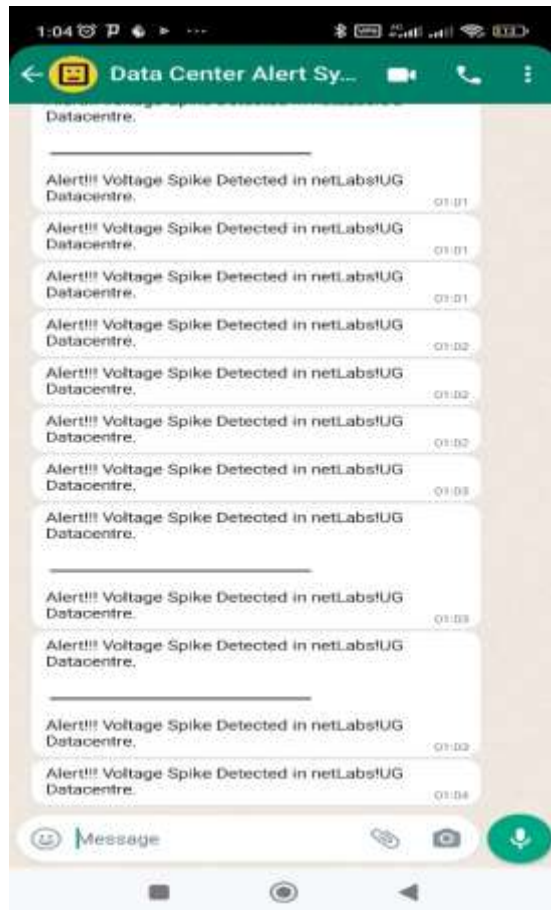 1:04
Data Center Alert Sy...
Datacentre.
Alert!!! Voltage Spike Detected in netLabs!UG
Datacentre.
01:01
Alert!!! Voltage Spike Detected in netLabs!UG
Datacentre.
01:01
Alert!!! Voltage Spike Detected in netLabs!UG
Datacentre.
01:01
Alert!!! Voltage Spike Detected in netLabs!UG
Datacentre.
01:02
Alert!!! Voltage Spike Detected in netLabs!UG
Datacentre.
01:02
Alert!!! Voltage Spike Detected in netLabs!UG
Datacentre.
01:02
Alert!!! Voltage Spike Detected in netLabs!UG
Datacentre.
01:03
Alert!!! Voltage Spike Detected in netLabs!UG
Datacentre.
Alert!!! Voltage Spike Detected in netLabs!UG
Datacentre.
01:03
Alert!!! Voltage Spike Detected in netLabs!UG
Datacentre.
Alert!!! Voltage Spike Detected in netLabs!UG
Datacentre.
01:03
Alert!!! Voltage Spike Detected in netLabs!UG
Datacentre.
01:04
Message